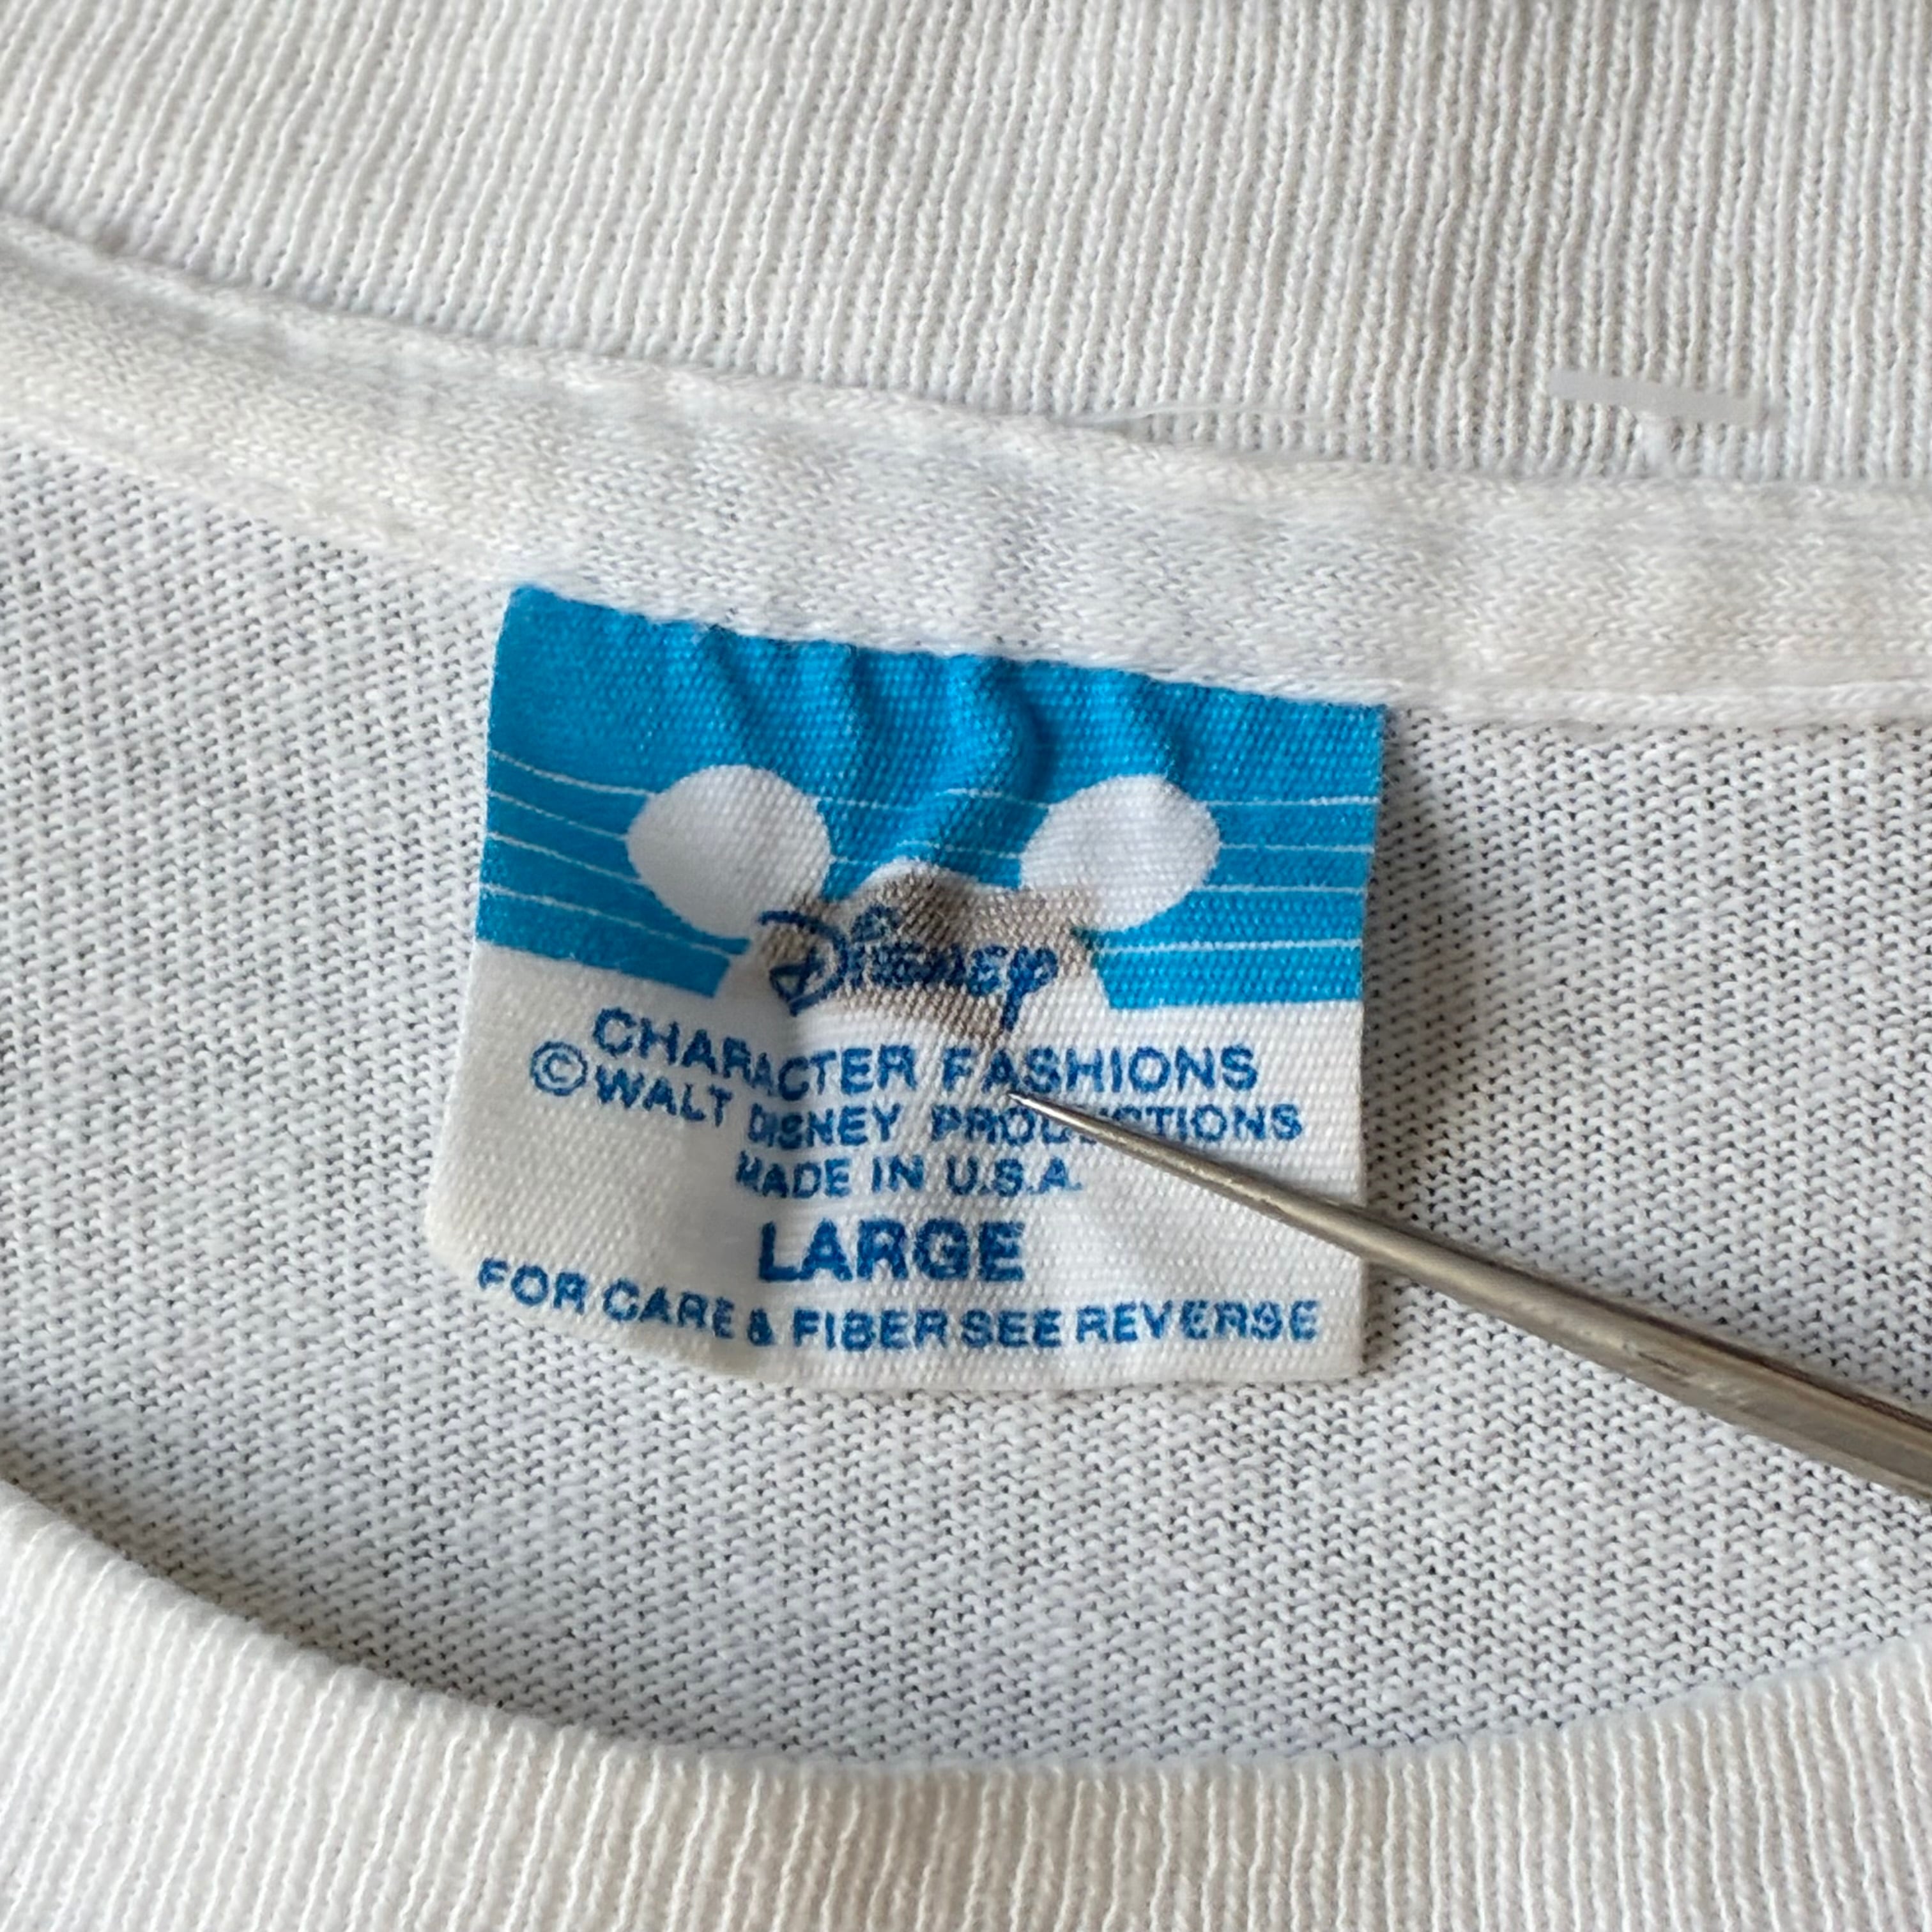 Disney
CHARACTER FASHIONS
©WALT DISNEY PRODUCTIONS
MADE IN U.S.A.
LARGE
FOR CARE & FIBER SEE REVERSE